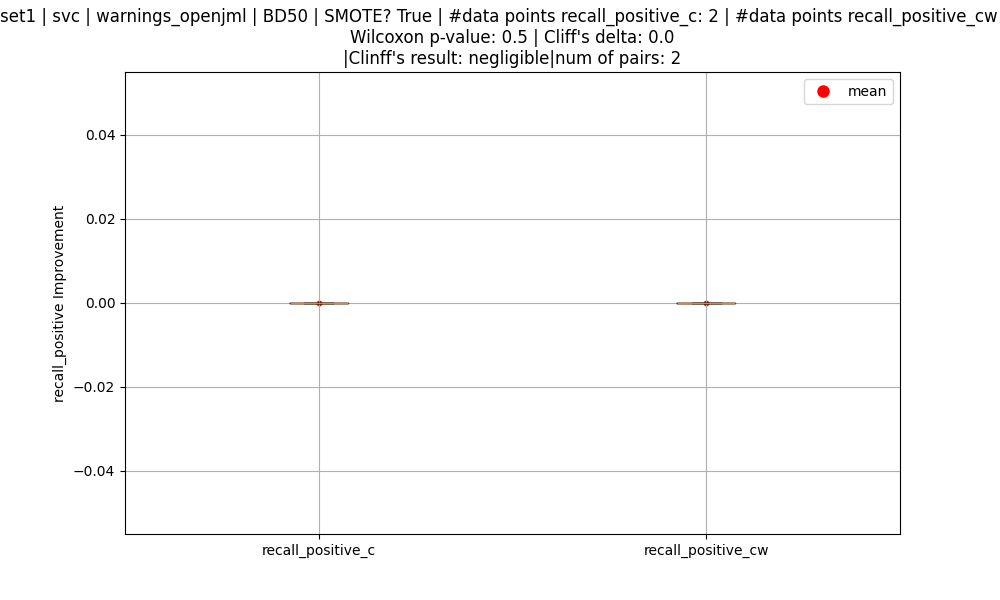 set1 | svc | warnings_openjml | BD50 | SMOTE? True | #data points recall_positive_c: 2 | #data points recall_positive_cw
Wilcoxon p-value: 0.5 | Cliff's delta: 0.0
|Clinff's result: negligible|num of pairs: 2
mean
0.04
0.02
0.00
−0.02
−0.04
recall_positive Improvement
recall_positive_c
recall_positive_cw